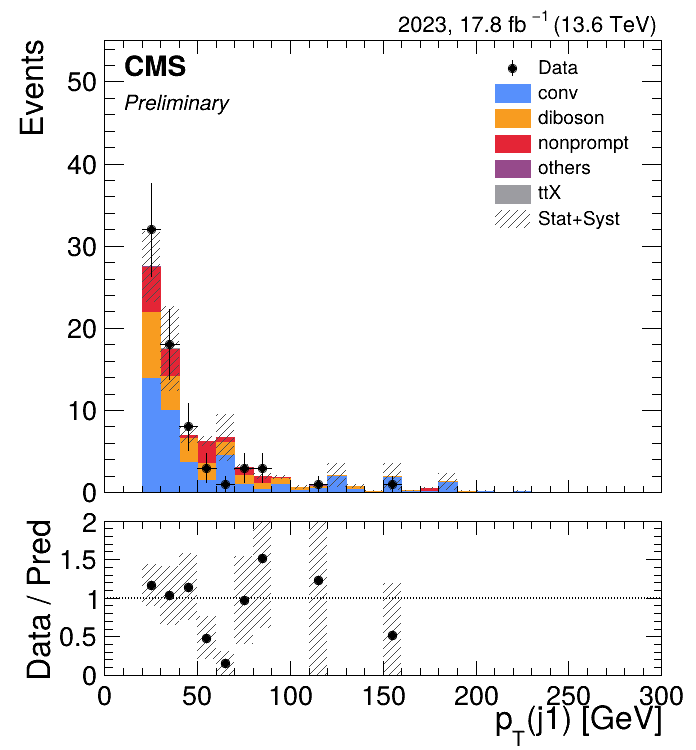 2023, 17.8 fb⁻¹ (13.6 TeV)
CMS
Preliminary
Events
50
40
30
20
10
0
Data
conv
diboson
nonprompt
others
ttX
Stat+Syst
Data / Pred
2
1.5
1
0.5
0
0 50 100 150 200 250 300
p_T(j1) [GeV]